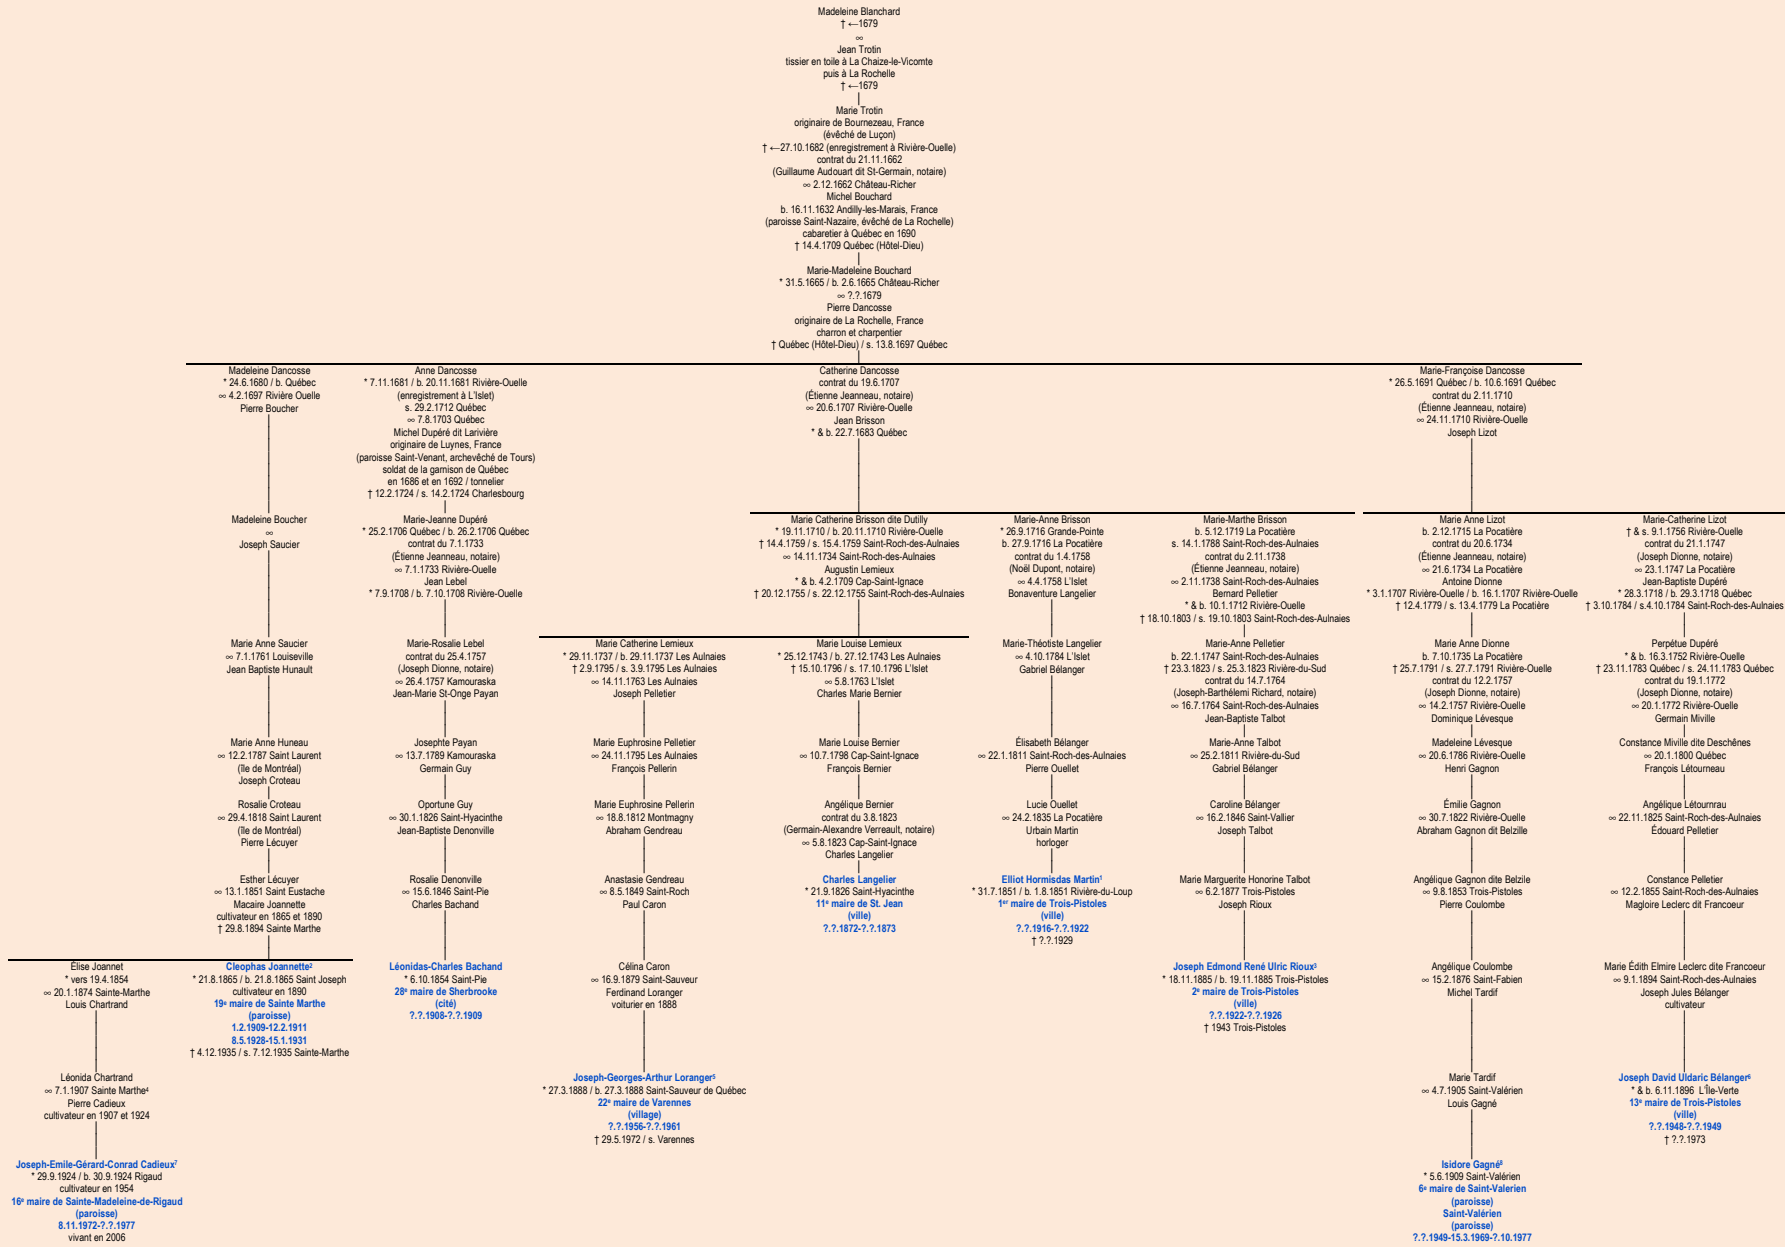 Madeleine Blanchard
† ←1679
∞
Jean Trotin
tissier en toile à La Chaize-le-Vicomte
puis à La Rochelle
† ←1679
Marie Trotin
originaire de Bournezeau, France
(évêché de Luçon)
† ←27.10.1682 (enregistrement à Rivière-Ouelle)
contrat du 21.11.1662
(Guillaume Audouart dit St-Germain, notaire)
∞ 2.12.1662 Château-Richer
Michel Bouchard
b. 16.11.1632 Andilly-les-Marais, France
(paroisse Saint-Nazaire, évêché de La Rochelle)
cabaretier à Québec en 1690
† 14.4.1709 Québec (Hôtel-Dieu)
Marie-Madeleine Bouchard
* 31.5.1665 / b. 2.6.1665 Château-Richer
∞ ?.?.1679
Pierre Dancosse
originaire de La Rochelle, France
charron et charpentier
† Québec (Hôtel-Dieu) / s. 13.8.1697 Québec
Madeleine Dancosse
* 24.6.1680 / b. Québec
∞ 4.2.1697 Rivière Ouelle
Pierre Boucher
Anne Dancosse
* 7.11.1681 / b. 20.11.1681 Rivière-Ouelle
(enregistrement à L'Islet)
s. 29.2.1712 Québec
∞ 7.8.1703 Québec
Michel Dupéré dit Larivière
originaire de Luynes, France
(paroisse Saint-Venant, archevêché de Tours)
soldat de la garnison de Québec
en 1686 et en 1692 / tonnelier
† 12.2.1724 / s. 14.2.1724 Charlesbourg
Catherine Dancosse
contrat du 19.6.1707
(Étienne Jeanneau, notaire)
∞ 20.6.1707 Rivière-Ouelle
Jean Brisson
* & b. 22.7.1683 Québec
Marie-Françoise Dancosse
* 26.5.1691 Québec / b. 10.6.1691 Québec
contrat du 2.11.1710
(Étienne Jeanneau, notaire)
∞ 24.11.1710 Rivière-Ouelle
Joseph Lizot
Madeleine Boucher
∞
Joseph Saucier
Marie-Jeanne Dupéré
* 25.2.1706 Québec / b. 26.2.1706 Québec
contrat du 7.1.1733
(Étienne Jeanneau, notaire)
∞ 7.1.1733 Rivière-Ouelle
Jean Lebel
* 7.9.1708 / b. 7.10.1708 Rivière-Ouelle
Marie Catherine Brisson dite Dutilly
* 19.11.1710 / b. 20.11.1710 Rivière-Ouelle
† 14.4.1759 / s. 15.4.1759 Saint-Roch-des-Aulnaies
∞ 14.11.1734 Saint-Roch-des-Aulnaies
Augustin Lemieux
* & b. 4.2.1709 Cap-Saint-Ignace
† 20.12.1755 / s. 22.12.1755 Saint-Roch-des-Aulnaies
Marie-Anne Brisson
* 26.9.1716 Grande-Pointe
b. 27.9.1716 La Pocatière
contrat du 1.4.1758
(Noël Dupont, notaire)
∞ 4.4.1758 L'Islet
Bonaventure Langelier
Marie-Marthe Brisson
b. 5.12.1719 La Pocatière
s. 14.1.1788 Saint-Roch-des-Aulnaies
contrat du 2.11.1738
(Étienne Jeanneau, notaire)
∞ 2.11.1738 Saint-Roch-des-Aulnaies
Bernard Pelletier
* & b. 10.1.1712 Rivière-Ouelle
† 18.10.1803 / s. 19.10.1803 Saint-Roch-des-Aulnaies
Marie Anne Lizot
b. 2.12.1715 La Pocatière
contrat du 20.6.1734
(Étienne Jeanneau, notaire)
∞ 21.6.1734 La Pocatière
Antoine Dionne
* 3.1.1707 Rivière-Ouelle / b. 16.1.1707 Rivière-Ouelle
† 12.4.1779 / s. 13.4.1779 La Pocatière
Marie-Catherine Lizot
† & s. 9.1.1756 Rivière-Ouelle
contrat du 21.1.1747
(Joseph Dionne, notaire)
∞ 23.1.1747 La Pocatière
Jean-Baptiste Dupéré
* 28.3.1718 / b. 29.3.1718 Québec
† 3.10.1784 / s.4.10.1784 Saint-Roch-des-Aulnaies
Marie Anne Saucier
∞ 7.1.1761 Louiseville
Jean Baptiste Hunault
Marie-Rosalie Lebel
contrat du 25.4.1757
(Joseph Dionne, notaire)
∞ 26.4.1757 Kamouraska
Jean-Marie St-Onge Payan
Marie Catherine Lemieux
* 29.11.1737 / b. 29.11.1737 Les Aulnaies
† 2.9.1795 / s. 3.9.1795 Les Aulnaies
∞ 14.11.1763 Les Aulnaies
Joseph Pelletier
Marie Louise Lemieux
* 25.12.1743 / b. 27.12.1743 Les Aulnaies
† 15.10.1796 / s. 17.10.1796 L'Islet
∞ 5.8.1763 L'Islet
Charles Marie Bernier
Marie-Théotiste Langelier
∞ 4.10.1784 L'Islet
Gabriel Bélanger
Marie-Anne Pelletier
b. 22.1.1747 Saint-Roch-des-Aulnaies
† 23.3.1823 / s. 25.3.1823 Rivière-du-Sud
contrat du 14.7.1764
(Joseph-Barthélemi Richard, notaire)
∞ 16.7.1764 Saint-Roch-des-Aulnaies
Jean-Baptiste Talbot
Marie Anne Dionne
b. 7.10.1735 La Pocatière
† 25.7.1791 / s. 27.7.1791 Rivière-Ouelle
contrat du 12.2.1757
(Joseph Dionne, notaire)
∞ 14.2.1757 Rivière-Ouelle
Dominique Lévesque
Perpétue Dupéré
* & b. 16.3.1752 Rivière-Ouelle
† 23.11.1783 Québec / s. 24.11.1783 Québec
contrat du 19.1.1772
(Joseph Dionne, notaire)
∞ 20.1.1772 Rivière-Ouelle
Germain Miville
Marie Anne Huneau
∞ 12.2.1787 Saint Laurent
(île de Montréal)
Joseph Croteau
Josephte Payan
∞ 13.7.1789 Kamouraska
Germain Guy
Marie Euphrosine Pelletier
∞ 24.11.1795 Les Aulnaies
François Pellerin
Marie Louise Bernier
∞ 10.7.1798 Cap-Saint-Ignace
François Bernier
Élisabeth Bélanger
∞ 22.1.1811 Saint-Roch-des-Aulnaies
Pierre Ouellet
Marie-Anne Talbot
∞ 25.2.1811 Rivière-du-Sud
Gabriel Bélanger
Madeleine Lévesque
∞ 20.6.1786 Rivière-Ouelle
Henri Gagnon
Constance Miville dite Deschênes
∞ 20.1.1800 Québec
François Létourneau
Rosalie Croteau
∞ 29.4.1818 Saint Laurent
(île de Montréal)
Pierre Lécuyer
Oportune Guy
∞ 30.1.1826 Saint-Hyacinthe
Jean-Baptiste Denonville
Marie Euphrosine Pellerin
∞ 18.8.1812 Montmagny
Abraham Gendreau
Angélique Bernier
contrat du 3.8.1823
(Germain-Alexandre Verreault, notaire)
∞ 5.8.1823 Cap-Saint-Ignace
Charles Langelier
Lucie Ouellet
∞ 24.2.1835 La Pocatière
Urbain Martin
horloger
Caroline Bélanger
∞ 16.2.1846 Saint-Vallier
Joseph Talbot
Émilie Gagnon
∞ 30.7.1822 Rivière-Ouelle
Abraham Gagnon dit Belzille
Angélique Létournrau
∞ 22.11.1825 Saint-Roch-des-Aulnaies
Édouard Pelletier
Esther Lécuyer
∞ 13.1.1851 Saint Eustache
Macaire Joannette
cultivateur en 1865 et 1890
† 29.8.1894 Sainte Marthe
Rosalie Denonville
∞ 15.6.1846 Saint-Pie
Charles Bachand
Anastasie Gendreau
∞ 8.5.1849 Saint-Roch
Paul Caron
Charles Langelier
* 21.9.1826 Saint-Hyacinthe
11e maire de St. Jean
(ville)
?.?.1872-?.?.1873
Elliot Hormisdas Martin¹
* 31.7.1851 / b. 1.8.1851 Rivière-du-Loup
1er maire de Trois-Pistoles
(ville)
?.?.1916-?.?.1922
† ?.?.1929
Marie Marguerite Honorine Talbot
∞ 6.2.1877 Trois-Pistoles
Joseph Rioux
Angélique Gagnon dite Belzile
∞ 9.8.1853 Trois-Pistoles
Pierre Coulombe
Constance Pelletier
∞ 12.2.1855 Saint-Roch-des-Aulnaies
Magloire Leclerc dit Francoeur
Élise Joannet
* vers 19.4.1854
∞ 20.1.1874 Sainte-Marthe
Louis Chartrand
Cleophas Joannette²
* 21.8.1865 / b. 21.8.1865 Saint Joseph
cultivateur en 1890
19e maire de Sainte Marthe
(paroisse)
1.2.1909-12.2.1911
8.5.1928-15.1.1931
† 4.12.1935 / s. 7.12.1935 Sainte-Marthe
Léonidas-Charles Bachand
* 6.10.1854 Saint-Pie
28e maire de Sherbrooke
(cité)
?.?.1908-?.?.1909
Célina Caron
∞ 16.9.1879 Saint-Sauveur
Ferdinand Loranger
voiturier en 1888
Joseph Edmond René Ulric Rioux³
* 18.11.1885 / b. 19.11.1885 Trois-Pistoles
2e maire de Trois-Pistoles
(ville)
?.?.1922-?.?.1926
† 1943 Trois-Pistoles
Angélique Coulombe
∞ 15.2.1876 Saint-Fabien
Michel Tardif
Marie Édith Elmire Leclerc dite Francoeur
∞ 9.1.1894 Saint-Roch-des-Aulnaies
Joseph Jules Bélanger
cultivateur
Léonida Chartrand
∞ 7.1.1907 Sainte Marthe⁴
Pierre Cadieux
cultivateur en 1907 et 1924
Joseph-Georges-Arthur Loranger⁵
* 27.3.1888 / b. 27.3.1888 Saint-Sauveur de Québec
22e maire de Varennes
(village)
?.?.1956-?.?.1961
† 29.5.1972 / s. Varennes
Marie Tardif
∞ 4.7.1905 Saint-Valérien
Louis Gagné
Joseph David Uldaric Bélanger⁶
* & b. 6.11.1896 L'Île-Verte
13e maire de Trois-Pistoles
(ville)
?.?.1948-?.?.1949
† ?.?.1973
Joseph-Emile-Gérard-Conrad Cadieux⁷
* 29.9.1924 / b. 30.9.1924 Rigaud
cultivateur en 1954
16e maire de Sainte-Madeleine-de-Rigaud
(paroisse)
8.11.1972-?.?.1977
vivant en 2006
Isidore Gagné⁸
* 5.6.1909 Saint-Valérien
6e maire de Saint-Valerien
(paroisse)
Saint-Valérien
(paroisse)
?.?.1949-15.3.1969-?.10.1977